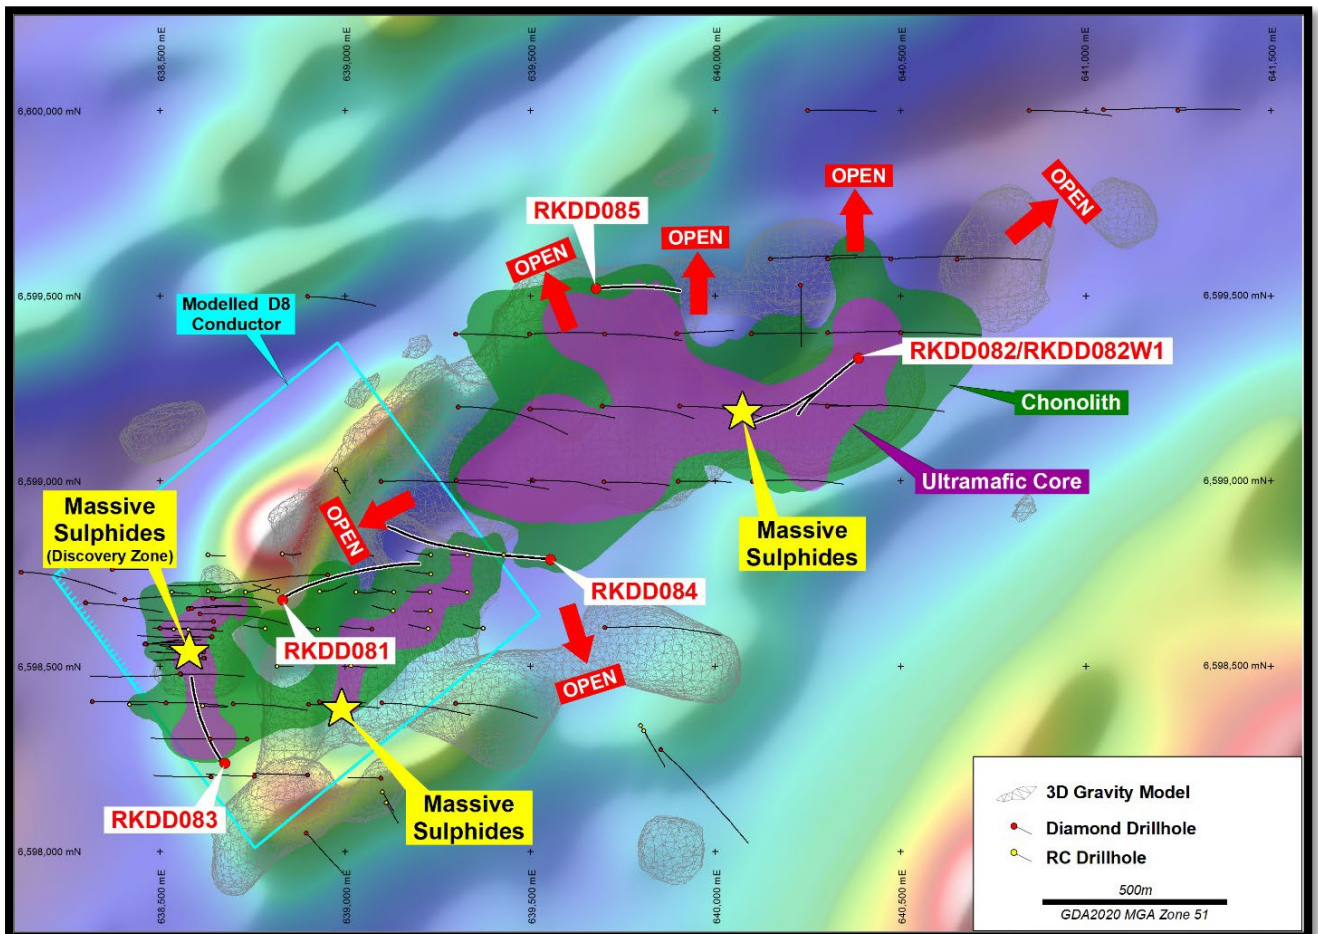 638,500 mE
639,000 mE
639,500 mE
640,000 mE
640,500 mE
641,000 mE
641,500 mE
6,600,000 mN
OPEN
OPEN
RKDD085
OPEN
OPEN
Modelled D8
Conductor
6,599,500 mN
6,599,500 mN
RKDD082/RKDD082W1
Chonolith
Ultramafic Core
6,599,000 mN
6,599,000 mN
Massive
Sulphides
(Discovery Zone)
OPEN
Massive
Sulphides
RKDD084
RKDD081
6,598,500 mN
6,598,500 mN
OPEN
Massive
Sulphides
RKDD083
6,598,000 mN
3D Gravity Model
Diamond Drillhole
RC Drillhole
500m
GDA2020 MGA Zone 51
638,500 mE
639,000 mE
639,500 mE
640,000 mE
640,500 mE